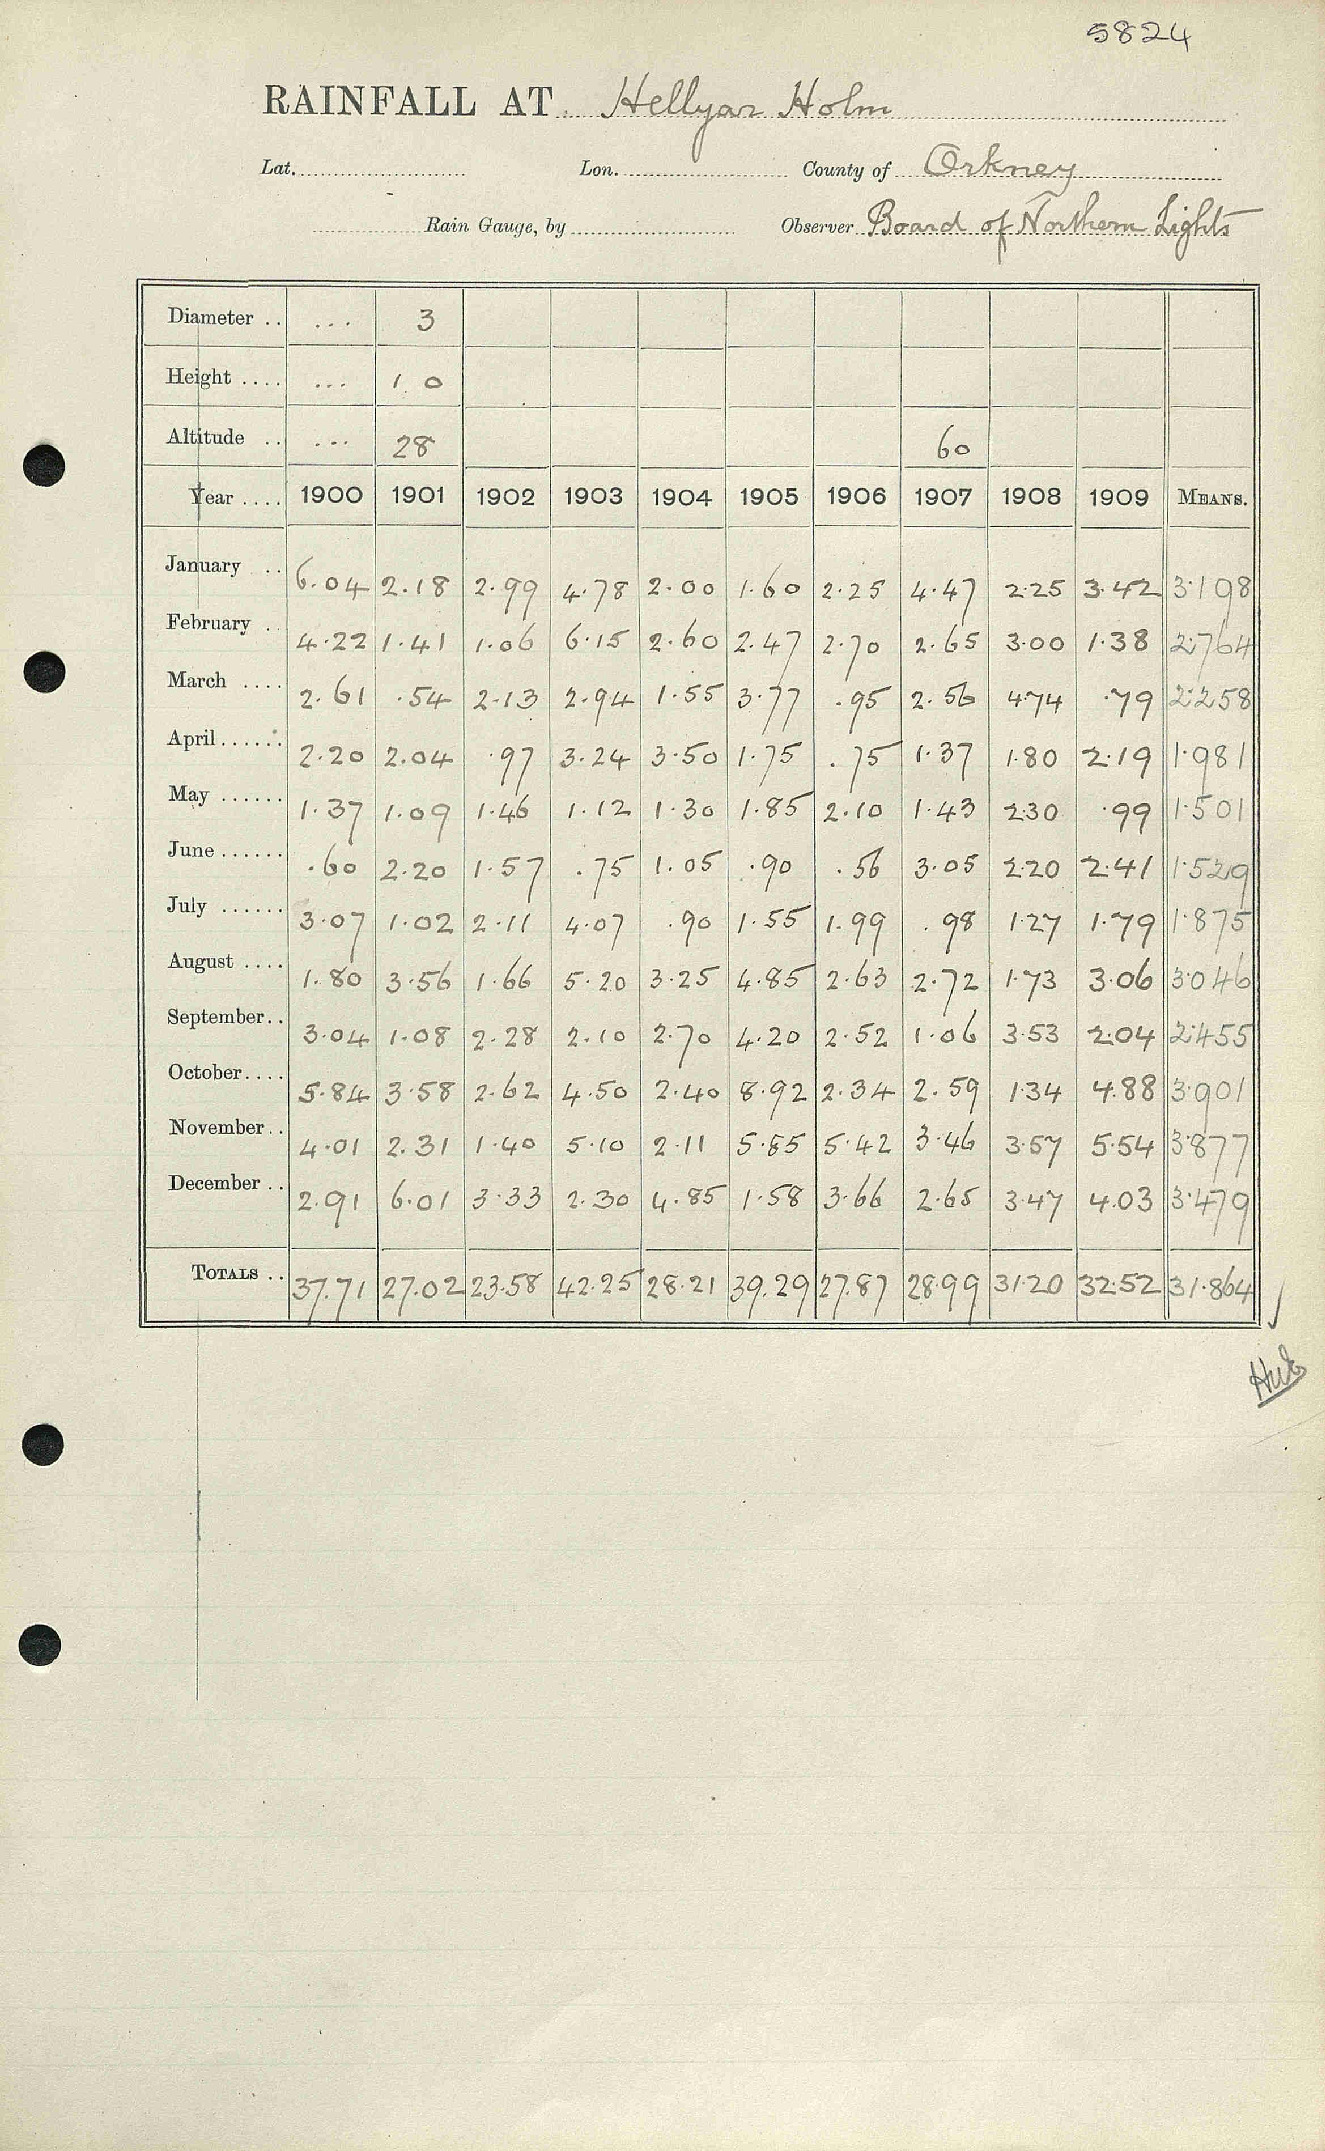 5824
RAINFALL AT Hellyar Holm
Lat. Lon. County of Orkney
Rain Gauge, by Observer Board of Northern Lights
Diameter .. ... 3
Height .... ... 1. 0
Altitude .. ... 28 60
Year .... 1900 1901 1902 1903 1904 1905 1906 1907 1908 1909 MEANS.
January .. 6.04 2.18 2.99 4.78 2.00 1.60 2.25 4.47 2.25 3.42 3.198
February .. 4.22 1.41 1.06 6.15 2.60 2.47 2.70 2.65 3.00 1.38 2.764
March .... 2.61 .54 2.13 2.94 1.55 3.77 .95 2.56 4.74 .79 2.258
April ...... 2.20 2.04 .97 3.24 3.50 1.75 .75 1.37 1.80 2.19 1.981
May ...... 1.37 1.09 1.46 1.12 1.30 1.85 2.10 1.43 2.30 .99 1.501
June ...... .60 2.20 1.57 .75 1.05 .90 .56 3.05 2.20 2.41 1.529
July ...... 3.07 1.02 2.11 4.07 .90 1.55 1.99 .98 1.27 1.79 1.875
August .... 1.80 3.56 1.66 5.20 3.25 4.85 2.63 2.72 1.73 3.06 3.046
September .. 3.04 1.08 2.28 2.10 2.70 4.20 2.52 1.06 3.53 2.04 2.455
October .... 5.84 3.58 2.62 4.50 2.40 8.92 2.34 2.59 1.34 4.88 3.901
November .. 4.01 2.31 1.40 5.10 2.11 5.85 5.42 3.46 3.57 5.54 3.877
December .. 2.91 6.01 3.33 2.30 4.85 1.58 3.66 2.65 3.47 4.03 3.479
TOTALS .. 37.71 27.02 23.58 42.25 28.21 39.29 27.87 28.99 31.20 32.52 31.864